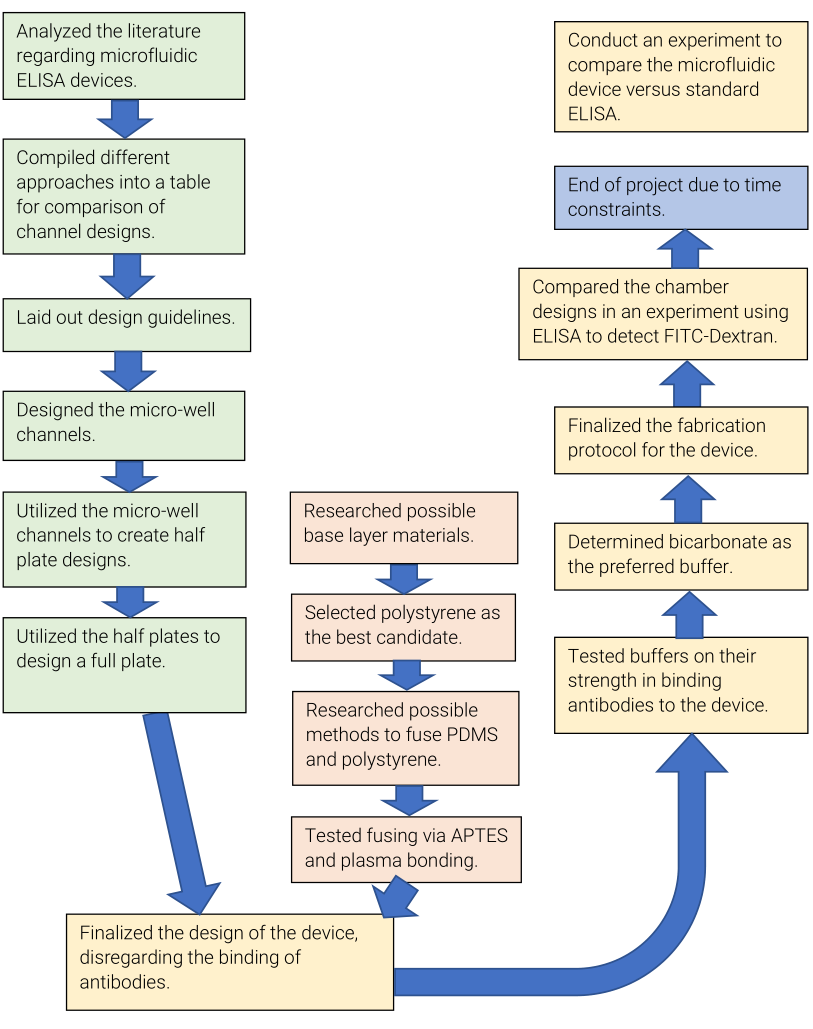 Analyzed the literature
regarding microfluidic
ELISA devices.
Compiled different
approaches into a table
for comparison of
channel designs.
Laid out design guidelines.
Designed the micro-well
channels.
Utilized the micro-well
channels to create half
plate designs.
Utilized the half plates to
design a full plate.
Researched possible
base layer materials.
Selected polystyrene as
the best candidate.
Researched possible
methods to fuse PDMS
and polystyrene.
Tested fusing via APTES
and plasma bonding.
Finalized the design of the device,
disregarding the binding of
antibodies.
Tested buffers on their
strength in binding
antibodies to the device.
Determined bicarbonate as
the preferred buffer.
Finalized the fabrication
protocol for the device.
Compared the chamber
designs in an experiment using
ELISA to detect FITC-Dextran.
End of project due to time
constraints.
Conduct an experiment to
compare the microfluidic
device versus standard
ELISA.